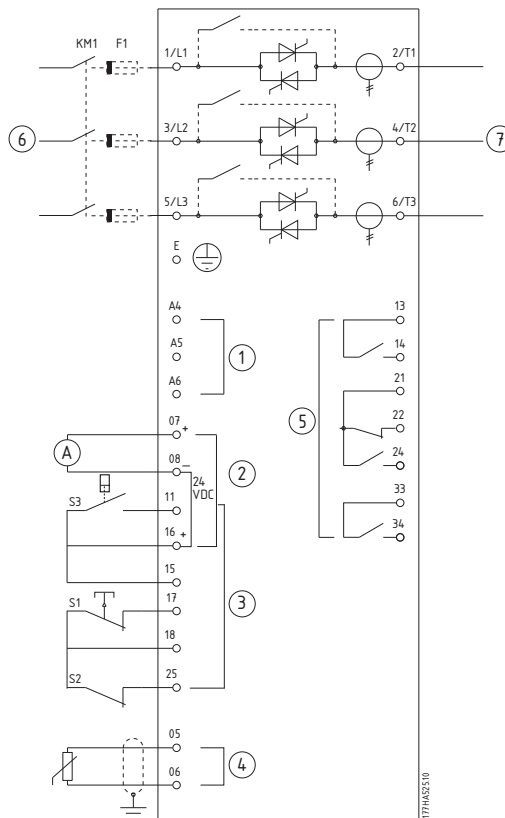 KM1 F1 1/L1 2/T1
6 3/L2 4/T2 7
5/L3 6/T3
E
A4 13
A5 1 14
A6 21
5 22
07 + 24
A 08 – 2
24 VDC
S3 11 33
16 + 34
15
S1 17 3
18
S2 25
05
4
06
177HA525.10